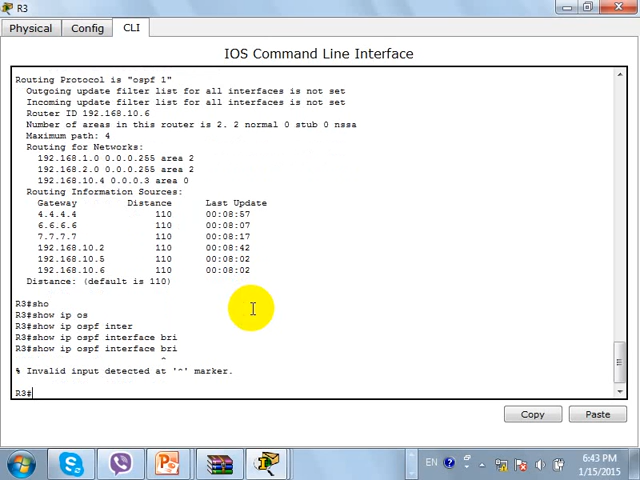 R3
Physical
Config
CLI
IOS Command Line Interface
Routing Protocol is "ospf 1"
Outgoing update filter list for all interfaces is not set
Incoming update filter list for all interfaces is not set
Router ID 192.168.10.6
Number of areas in this router is 2. 2 normal 0 stub 0 nssa
Maximum path: 4
Routing for Networks:
192.168.1.0 0.0.0.255 area 2
192.168.2.0 0.0.0.255 area 2
192.168.10.4 0.0.0.3 area 0
Routing Information Sources:
Gateway Distance Last Update
4.4.4.4 110 00:08:57
6.6.6.6 110 00:08:07
7.7.7.7 110 00:08:17
192.168.10.2 110 00:08:42
192.168.10.5 110 00:08:02
192.168.10.6 110 00:08:02
Distance: (default is 110)
R3#sho
R3#show ip os
R3#show ip ospf inter
R3#show ip ospf interface bri
R3#show ip ospf interface bri
^
% Invalid input detected at '^' marker.
R3#
Copy
Paste
EN
6:43 PM
1/15/2015